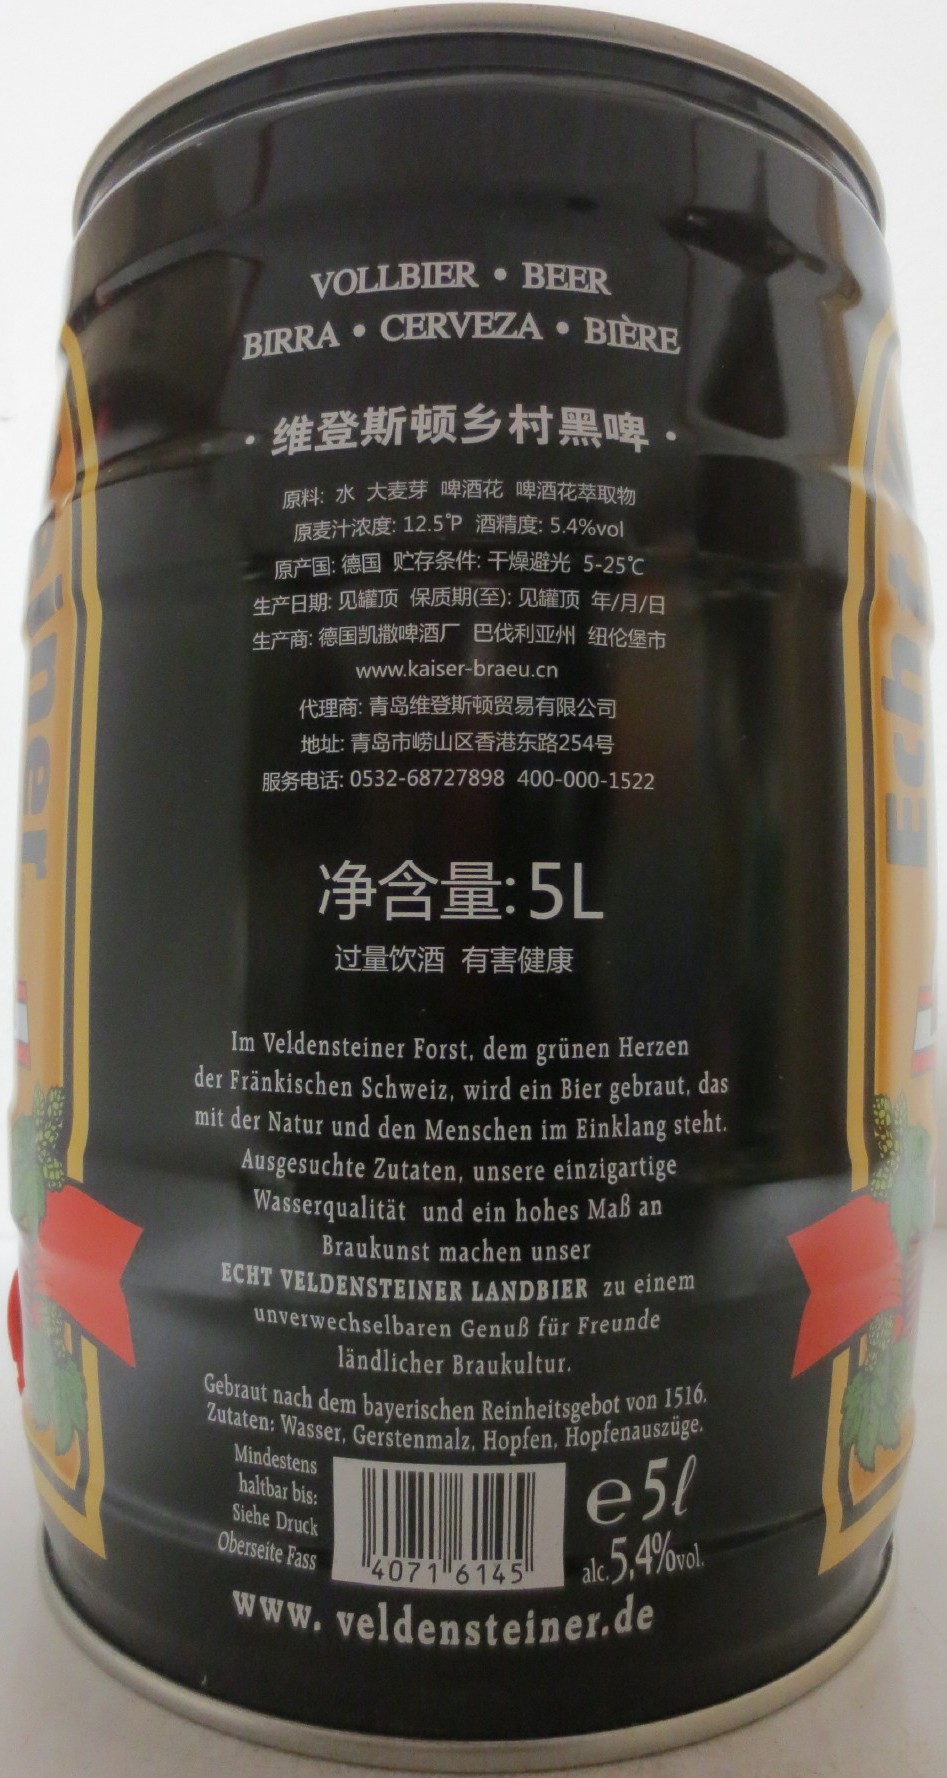 VOLLBIER • BEER
BIRRA • CERVEZA • BIÈRE
· 维登斯顿乡村黑啤 ·
原料: 水 大麦芽 啤酒花 啤酒花萃取物
原麦汁浓度: 12.5°P 酒精度: 5.4%vol
原产国: 德国 贮存条件: 干燥避光 5-25℃
生产日期: 见罐顶 保质期(至): 见罐顶 年/月/日
生产商: 德国凯撒啤酒厂 巴伐利亚州 纽伦堡市
www.kaiser-braeu.cn
代理商: 青岛维登斯顿贸易有限公司
地址: 青岛市崂山区香港东路254号
服务电话: 0532-68727898 400-000-1522
净含量: 5L
过量饮酒 有害健康
Im Veldensteiner Forst, dem grünen Herzen
der Fränkischen Schweiz, wird ein Bier gebraut, das
mit der Natur und den Menschen im Einklang steht.
Ausgesuchte Zutaten, unsere einzigartige
Wasserqualität und ein hohes Maß an
Braukunst machen unser
ECHT VELDENSTEINER LANDBIER zu einem
unverwechselbaren Genuß für Freunde
ländlicher Braukultur.
Gebraut nach dem bayerischen Reinheitsgebot von 1516.
Zutaten: Wasser, Gerstenmalz, Hopfen, Hopfenauszüge.
Mindestens
haltbar bis:
Siehe Druck
Oberseite Fass
4071 6145
e 5l
alc. 5,4%vol.
www. veldensteiner.de
Echt